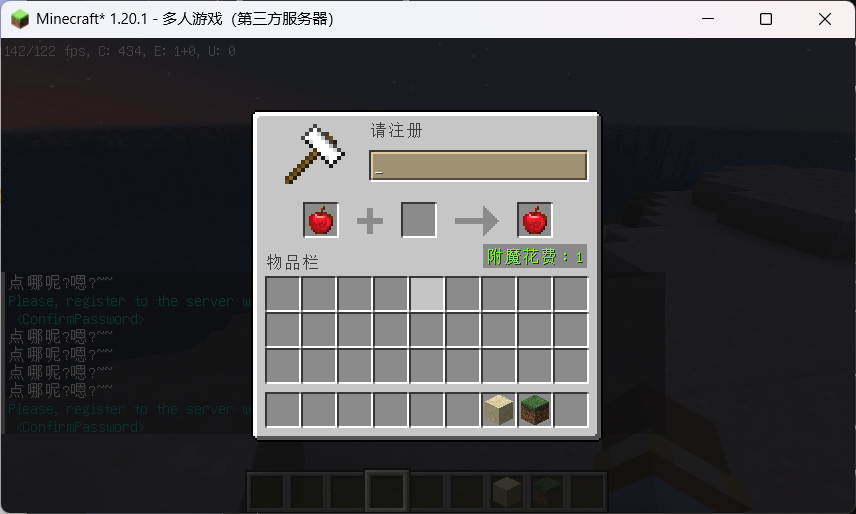 Minecraft* 1.20.1 - 多人游戏（第三方服务器）
142/122 fps, C: 434, E: 1+0, U: 0
请注册
_
附魔花费：1
物品栏
点哪呢?嗯?~~
Please, register to the server w
<ConfirmPassword>
点哪呢?嗯?~~
点哪呢?嗯?~~
点哪呢?嗯?~~
点哪呢?嗯?~~
Please, register to the server w
<ConfirmPassword>